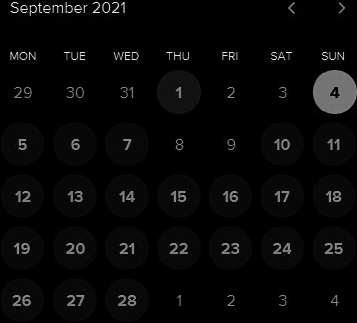 September 2021
MON TUE WED THU FRI SAT SUN
29 30 31 1 2 3 4
5 6 7 8 9 10 11
12 13 14 15 16 17 18
19 20 21 22 23 24 25
26 27 28 1 2 3 4